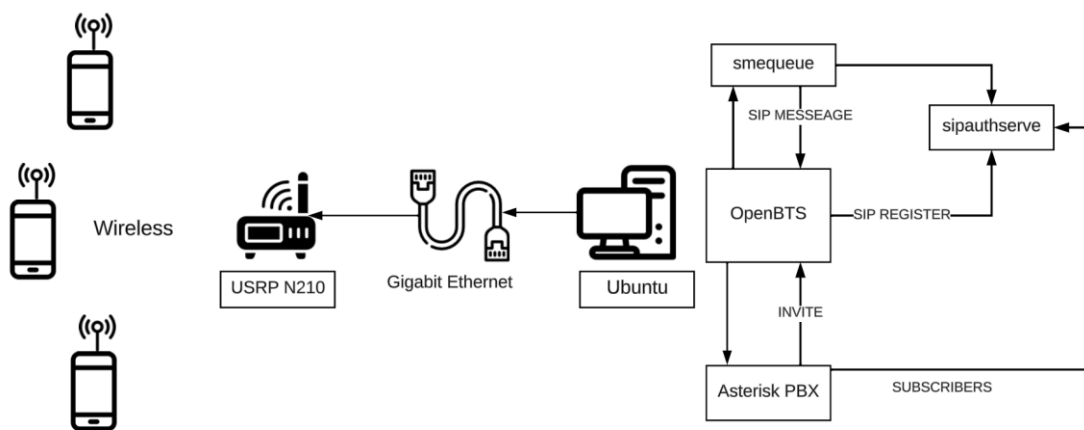 smequeue
SIP MESSEAGE
sipauthserve
Wireless
OpenBTS
SIP REGISTER
USRP N210
Gigabit Ethernet
Ubuntu
INVITE
Asterisk PBX
SUBSCRIBERS